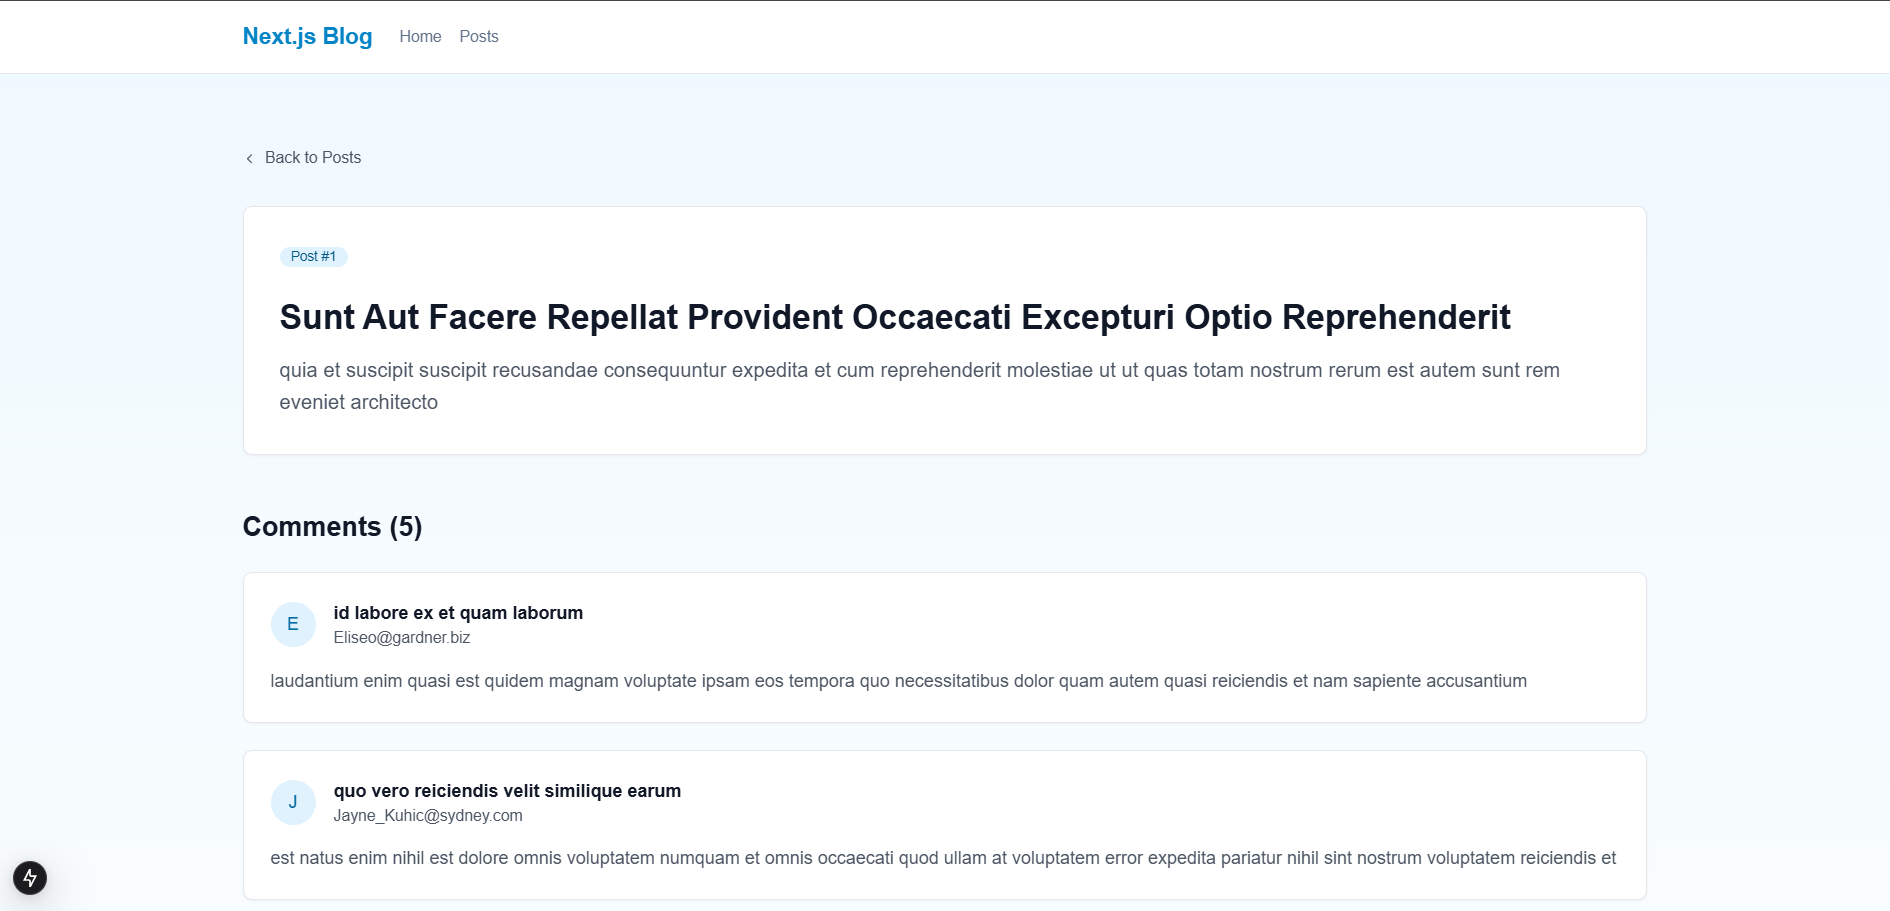 Next.js Blog Home Posts
Back to Posts
Post #1
Sunt Aut Facere Repellat Provident Occaecati Excepturi Optio Reprehenderit
quia et suscipit suscipit recusandae consequuntur expedita et cum reprehenderit molestiae ut ut quas totam nostrum rerum est autem sunt rem
eveniet architecto
Comments (5)
E
id labore ex et quam laborum
Eliseo@gardner.biz
laudantium enim quasi est quidem magnam voluptate ipsam eos tempora quo necessitatibus dolor quam autem quasi reiciendis et nam sapiente accusantium
J
quo vero reiciendis velit similique earum
Jayne_Kuhic@sydney.com
est natus enim nihil est dolore omnis voluptatem numquam et omnis occaecati quod ullam at voluptatem error expedita pariatur nihil sint nostrum voluptatem reiciendis et